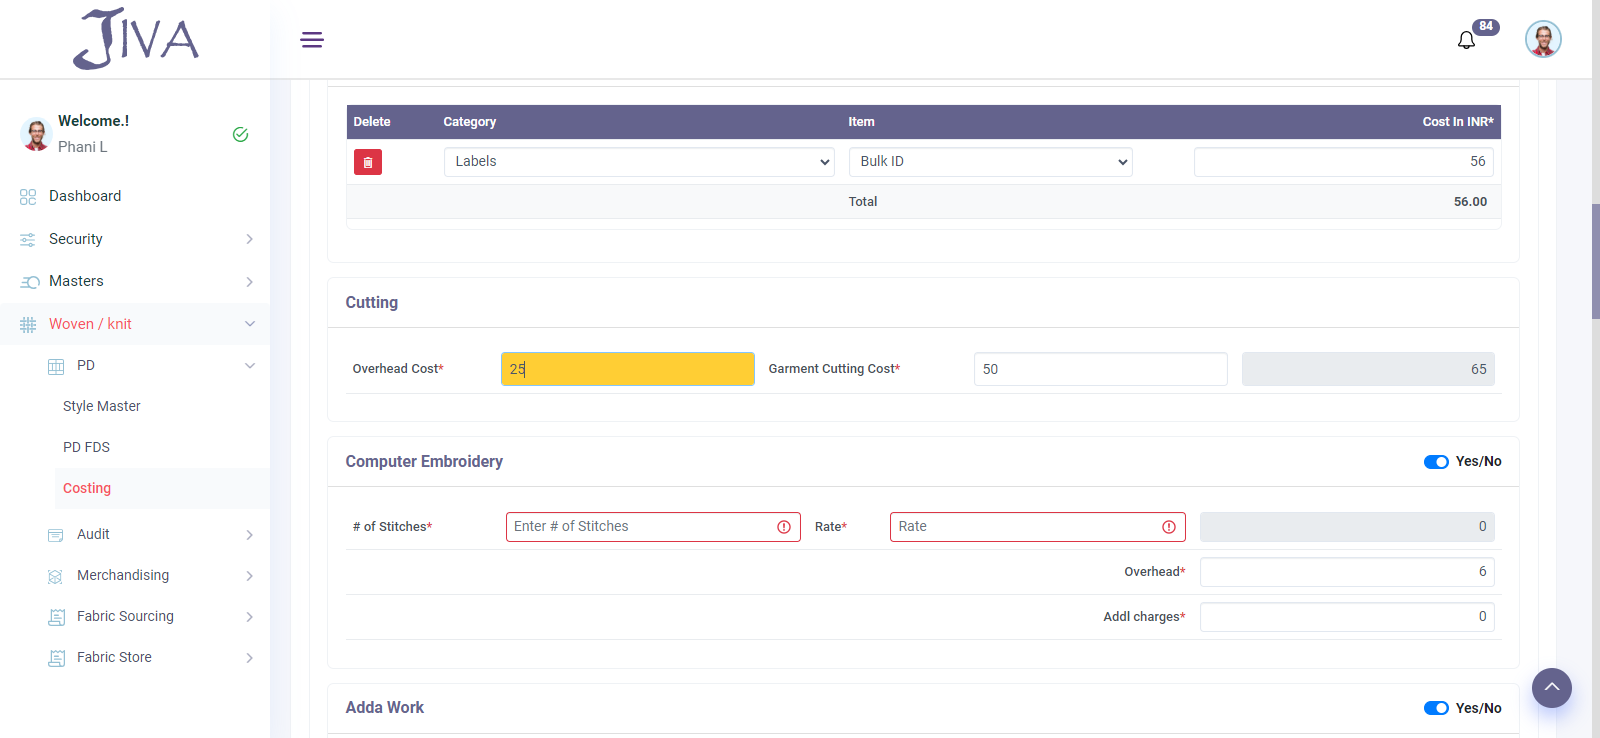 JIVA
84
Welcome.!
Phani L
Dashboard
Security
Masters
Woven / knit
PD
Style Master
PD FDS
Costing
Audit
Merchandising
Fabric Sourcing
Fabric Store
Delete Category Item Cost In INR*
Labels Bulk ID 56
Total 56.00
Cutting
Overhead Cost* 25 Garment Cutting Cost* 50 65
Computer Embroidery Yes/No
# of Stitches* Enter # of Stitches Rate* Rate 0
Overhead* 6
Addl charges* 0
Adda Work Yes/No